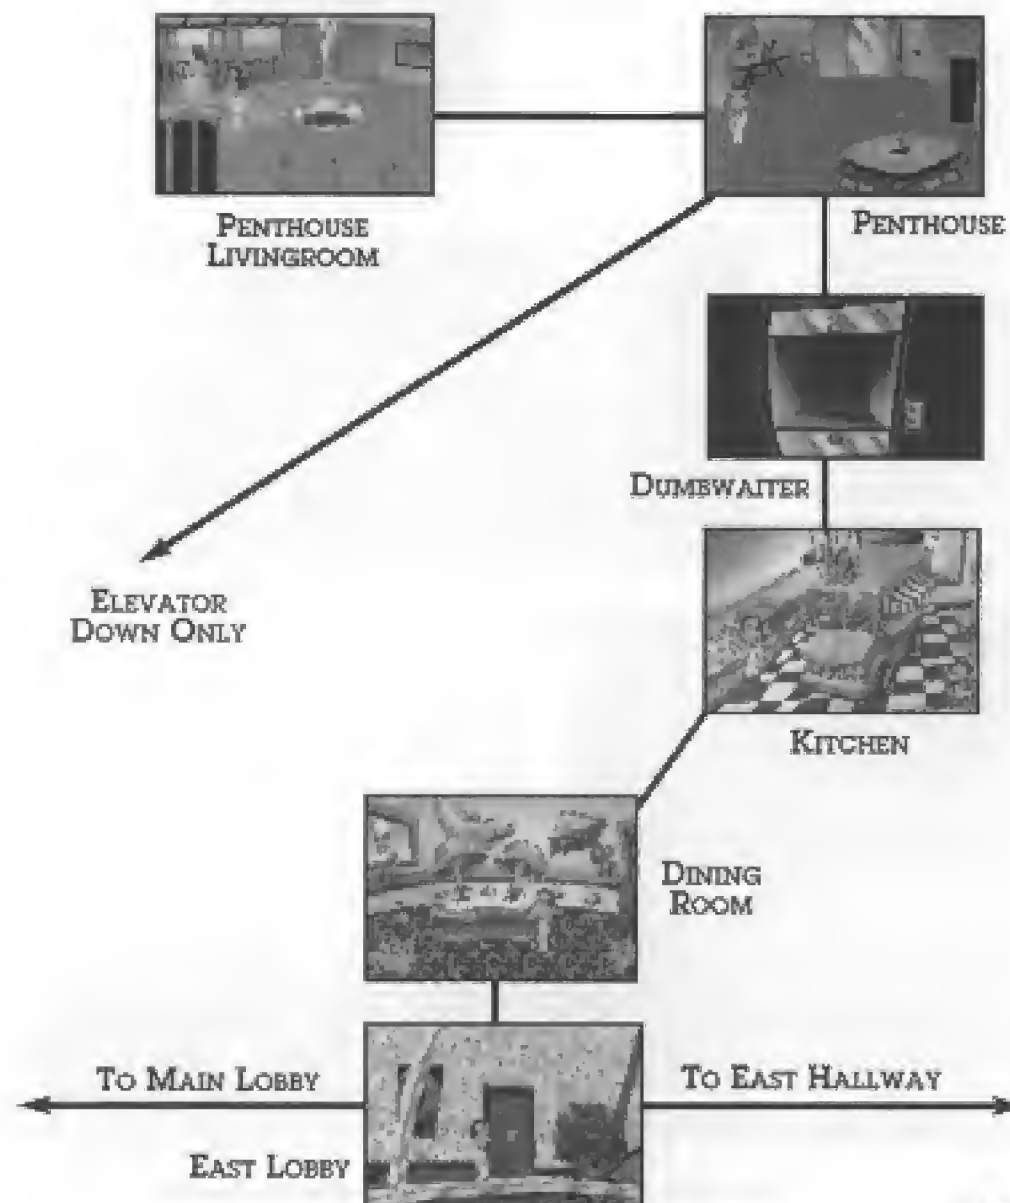 PENTHOUSE
LIVINGROOM
PENTHOUSE
DUMBWAITER
ELEVATOR
DOWN ONLY
KITCHEN
DINING
ROOM
TO MAIN LOBBY
TO EAST HALLWAY
EAST LOBBY